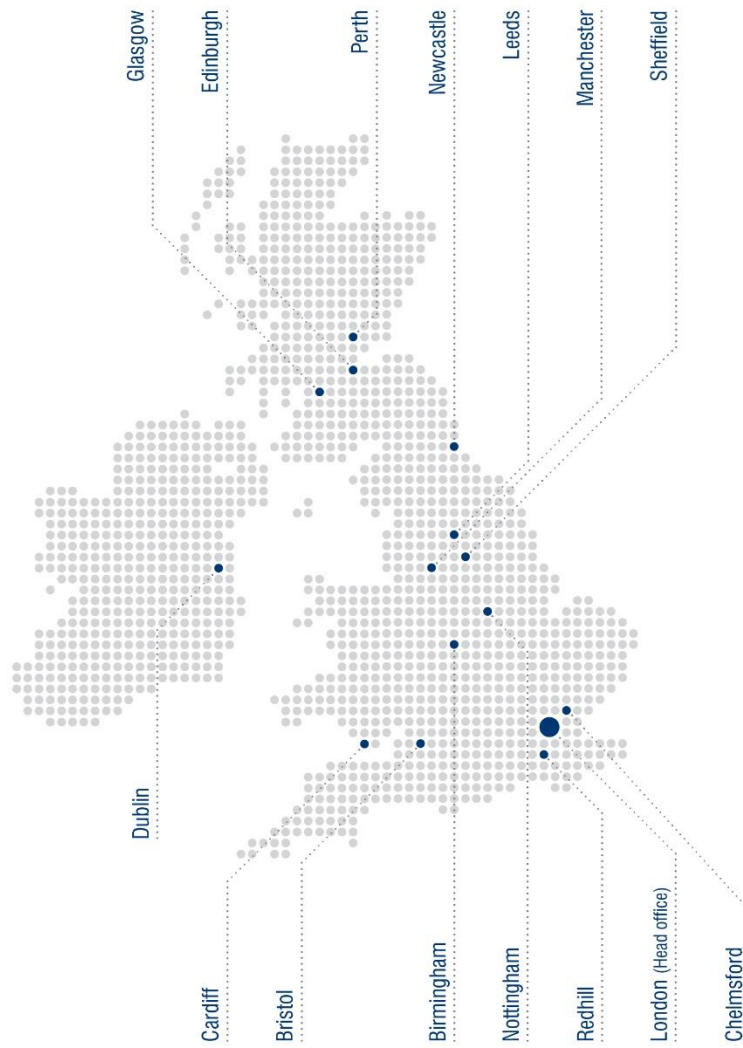 Glasgow
Edinburgh
Perth
Newcastle
Leeds
Manchester
Sheffield
Dublin
Cardiff
Bristol
Birmingham
Nottingham
Redhill
London (Head office)
Chelmsford